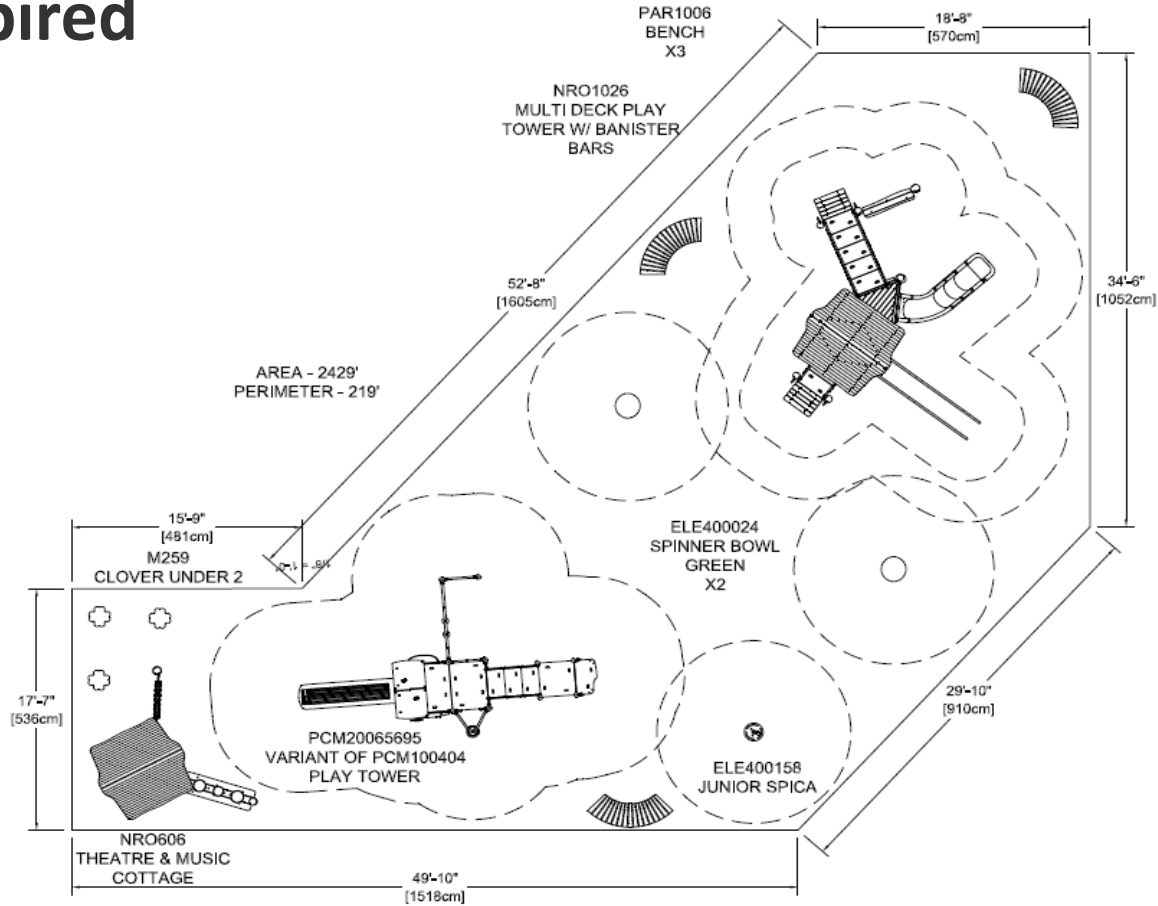 pired
PAR1006
BENCH
X3
18'-8"
[570cm]
NRO1026
MULTI DECK PLAY
TOWER W/ BANISTER
BARS
52'-8"
[1605cm]
34'-6"
[1052cm]
AREA - 2429'
PERIMETER - 219'
15'-9"
[481cm]
M259
CLOVER UNDER 2
ELE400024
SPINNER BOWL
GREEN
X2
17'-7"
[536cm]
29'-10"
[910cm]
PCM20065695
VARIANT OF PCM100404
PLAY TOWER
ELE400158
JUNIOR SPICA
NRO606
THEATRE & MUSIC
COTTAGE
49'-10"
[1518cm]